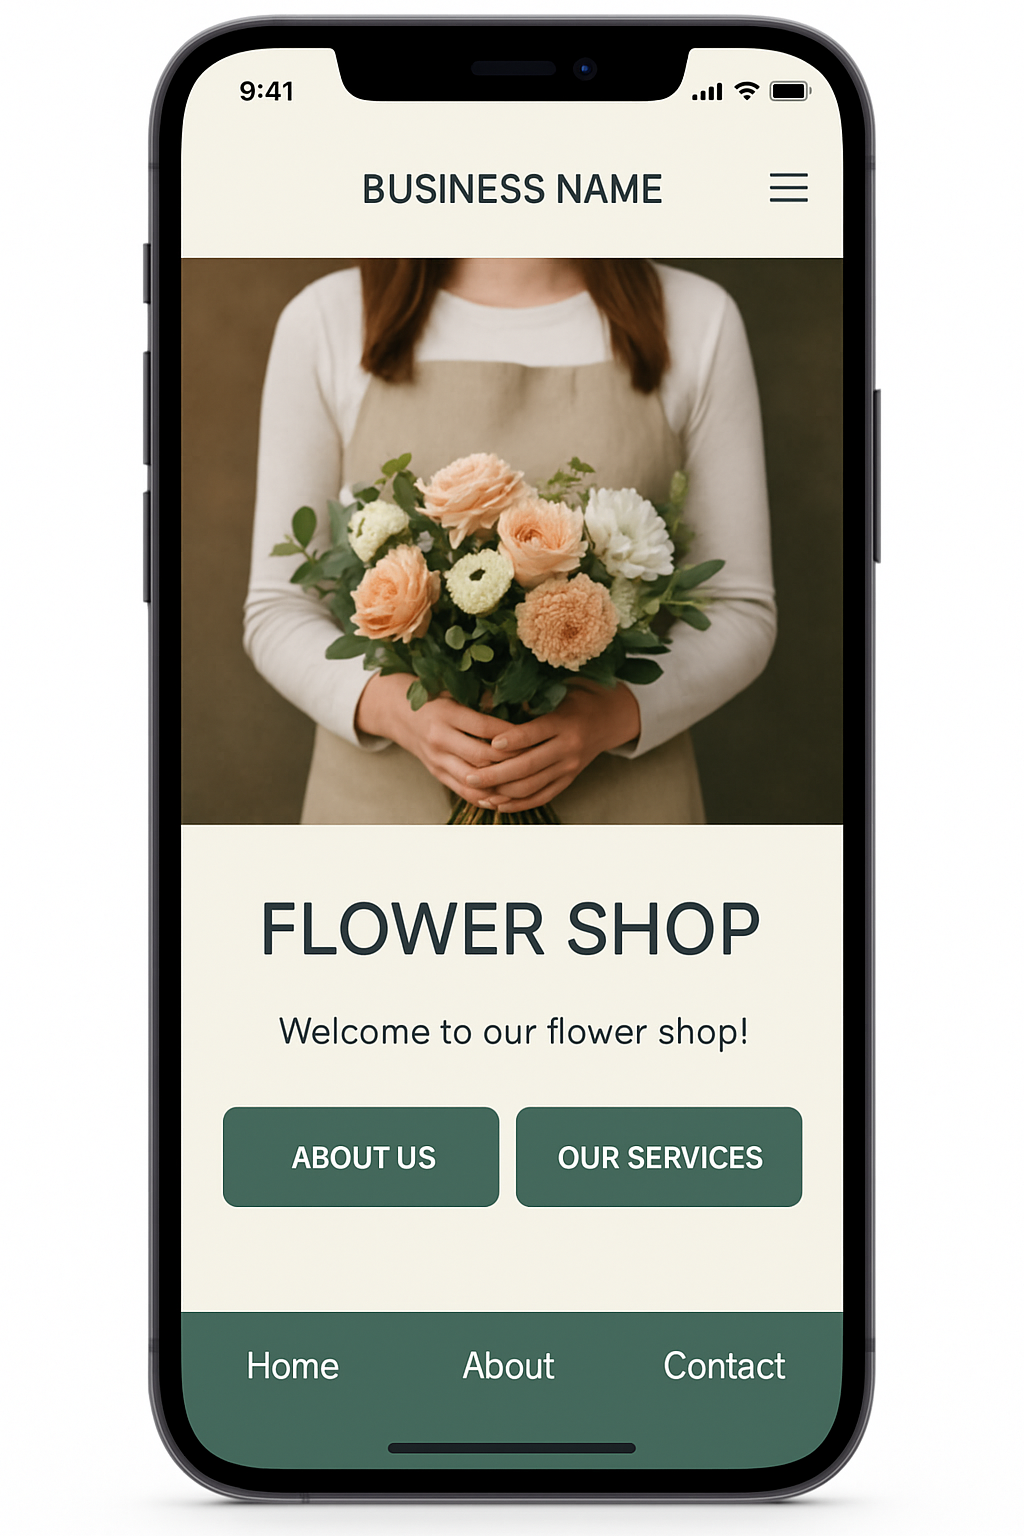 9:41
BUSINESS NAME
FLOWER SHOP
Welcome to our flower shop!
ABOUT US
OUR SERVICES
Home
About
Contact